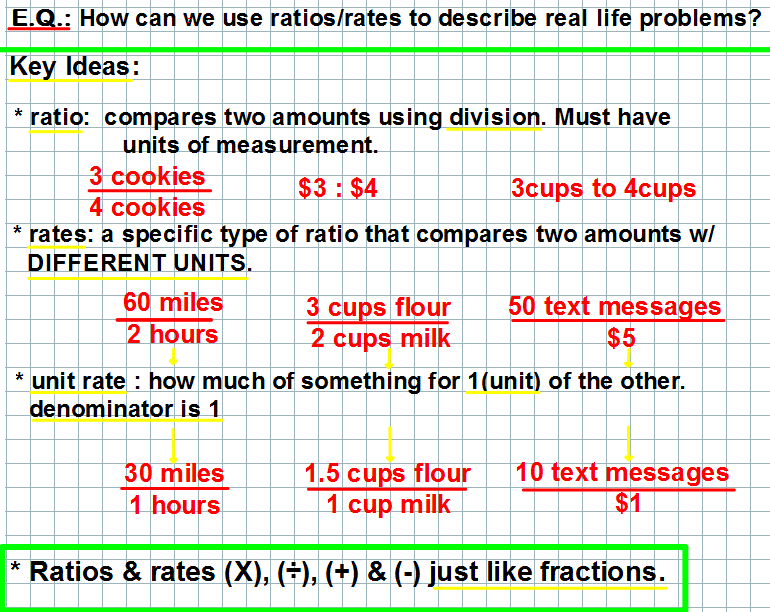 E.Q.: How can we use ratios/rates to describe real life problems?
Key Ideas:
* ratio: compares two amounts using division. Must have
units of measurement.
3 cookies
4 cookies
$3 : $4
3cups to 4cups
* rates: a specific type of ratio that compares two amounts w/
DIFFERENT UNITS.
60 miles
2 hours
3 cups flour
2 cups milk
50 text messages
$5
* unit rate : how much of something for 1(unit) of the other.
denominator is 1
30 miles
1 hours
1.5 cups flour
1 cup milk
10 text messages
$1
* Ratios & rates (X), (÷), (+) & (-) just like fractions.